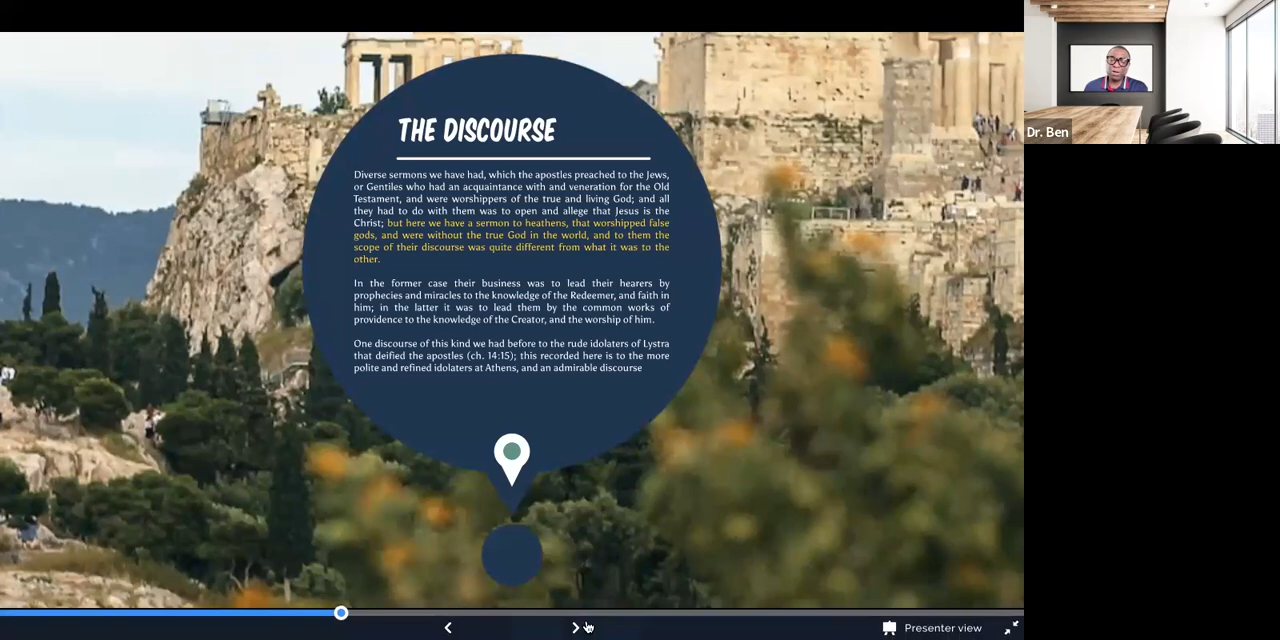 THE DISCOURSE
Diverse sermons we have had, which the apostles preached to the Jews,
or Gentiles who had an acquaintance with and veneration for the Old
Testament, and were worshippers of the true and living God; and all
they had to do with them was to open and allege that Jesus is the
Christ; but here we have a sermon to heathens, that worshipped false
gods, and were without the true God in the world, and to them the
scope of their discourse was quite different from what it was to the
other.
In the former case their business was to lead their hearers by
prophecies and miracles to the knowledge of the Redeemer, and faith in
him; in the latter it was to lead them by the common works of
providence to the knowledge of the Creator, and the worship of him.
One discourse of this kind we had before to the rude idolaters of Lystra
that deified the apostles (ch. 14:15); this recorded here is to the more
polite and refined idolaters at Athens, and an admirable discourse
Dr. Ben
Presenter view